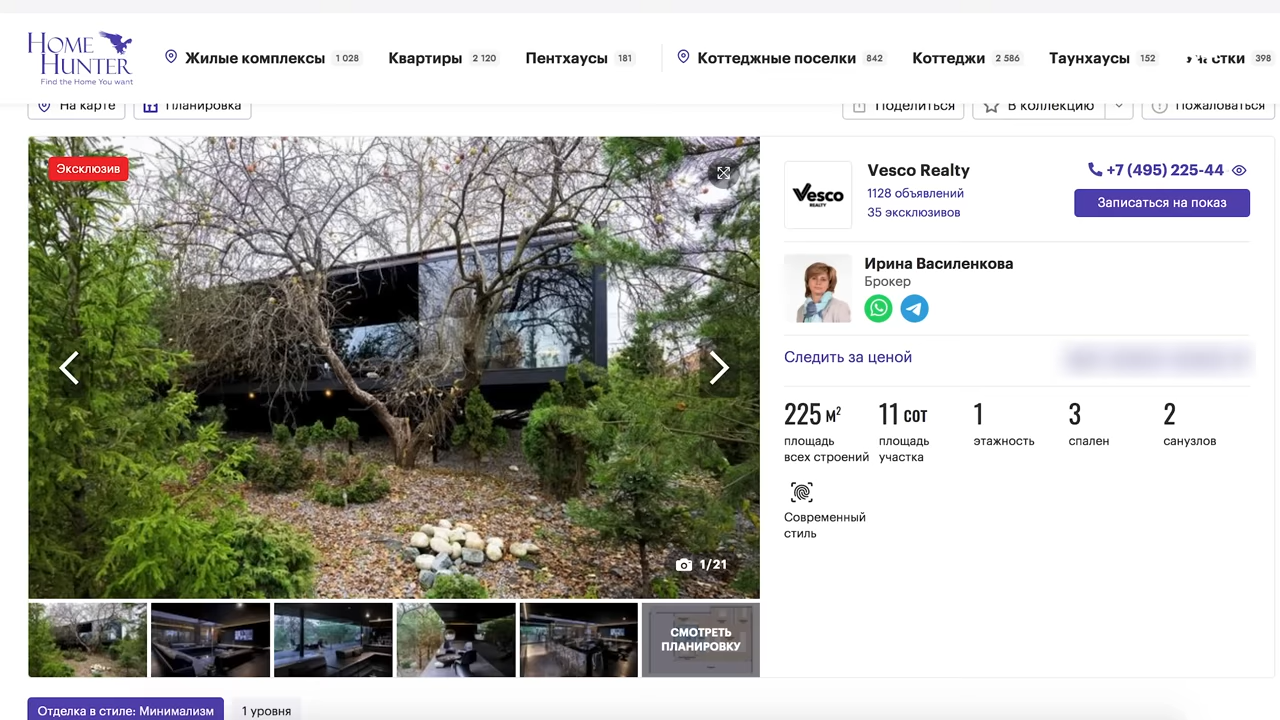 HOME
HUNTER
Find the Home You want
Жилые комплексы 1 028
Квартиры 2 120
Пентхаусы 181
Коттеджные поселки 842
Коттеджи 2 586
Таунхаусы 152
стки 398
На карте
Планировка
Поделиться
В коллекцию
Пожаловаться
Эксклюзив
1/21
СМОТРЕТЬ
ПЛАНИРОВКУ
Vesco
REALTY
Vesco Realty
1128 объявлений
35 эксклюзивов
+7 (495) 225-44
Записаться на показ
Ирина Василенкова
Брокер
Следить за ценой
225 м²
площадь
всех строений
11 сот
площадь
участка
1
этажность
3
спален
2
санузлов
Современный
стиль
Отделка в стиле: Минимализм
1 уровня